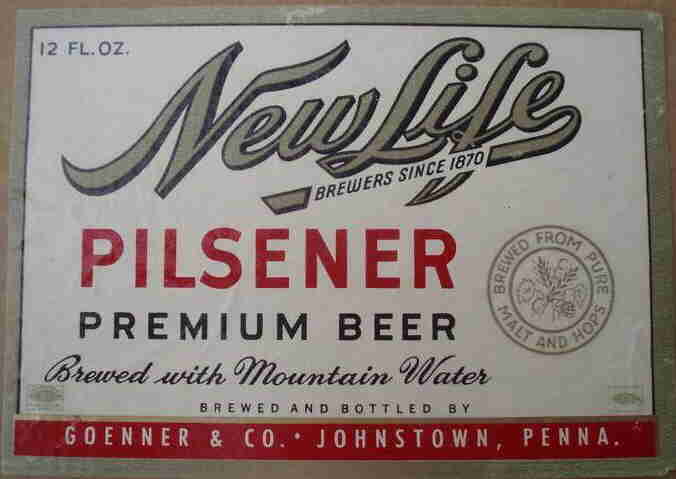 12 FL. OZ.
New Life
BREWERS SINCE 1870
PILSENER
PREMIUM BEER
BREWED FROM PURE
MALT AND HOPS
Brewed with Mountain Water
BREWED AND BOTTLED BY
GOENNER & CO. • JOHNSTOWN, PENNA.